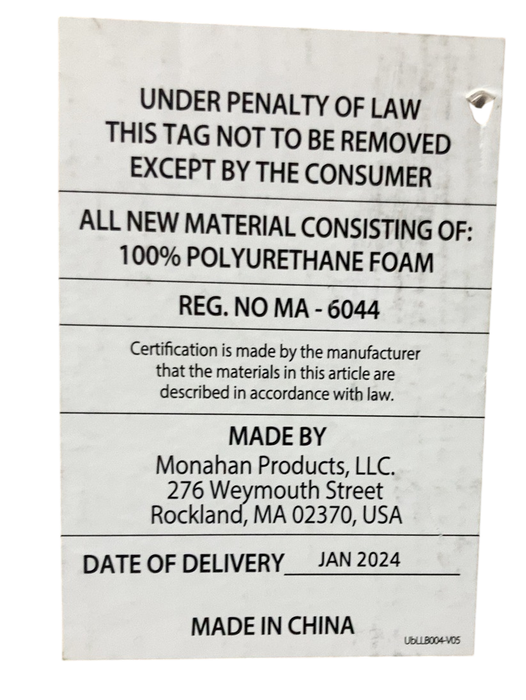 UNDER PENALTY OF LAW
THIS TAG NOT TO BE REMOVED
EXCEPT BY THE CONSUMER
ALL NEW MATERIAL CONSISTING OF:
100% POLYURETHANE FOAM
REG. NO MA - 6044
Certification is made by the manufacturer
that the materials in this article are
described in accordance with law.
MADE BY
Monahan Products, LLC.
276 Weymouth Street
Rockland, MA 02370, USA
DATE OF DELIVERY JAN 2024
MADE IN CHINA
UbLLB004-V05